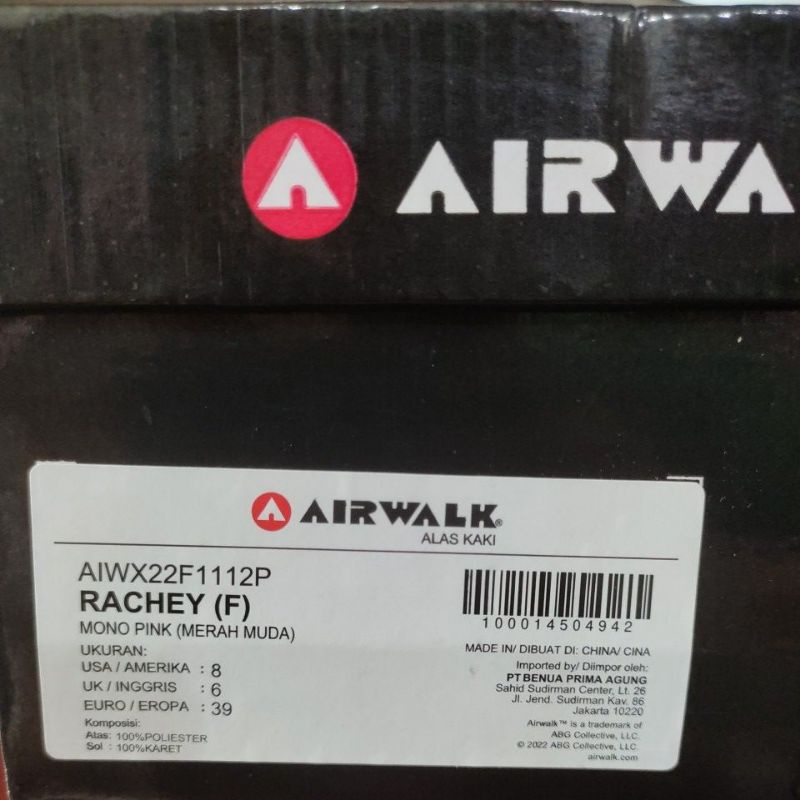 AIRWA
AIRWALK®
ALAS KAKI
AIWX22F1112P
RACHEY (F)
MONO PINK (MERAH MUDA)
UKURAN:
USA / AMERIKA : 8
UK / INGGRIS : 6
EURO / EROPA : 39
Komposisi:
Atas: 100%POLIESTER
Sol : 100%KARET
100014504942
MADE IN/ DIBUAT DI: CHINA/ CINA
Imported by/ Diimpor oleh:
PT BENUA PRIMA AGUNG
Sahid Sudirman Center, Lt. 26
Jl. Jend. Sudirman Kav. 86
Jakarta 10220
Airwalk™ is a trademark of
ABG Collective, LLC.
© 2022 ABG Collective, LLC.
airwalk.com